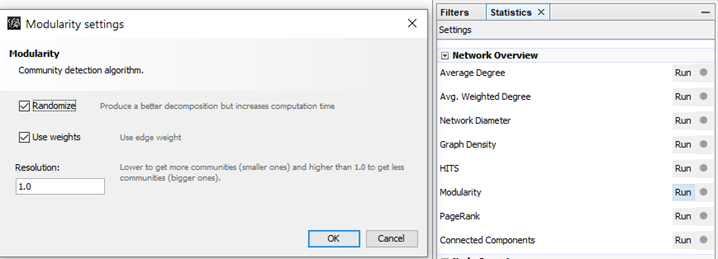 Modularity settings
Modularity
Community detection algorithm.
Randomize Produce a better decomposition but increases computation time
Use weights Use edge weight
Resolution: Lower to get more communities (smaller ones) and higher than 1.0 to get less
communities (bigger ones).
1.0
OK Cancel
Filters Statistics
Settings
Network Overview
Average Degree Run
Avg. Weighted Degree Run
Network Diameter Run
Graph Density Run
HITS Run
Modularity Run
PageRank Run
Connected Components Run